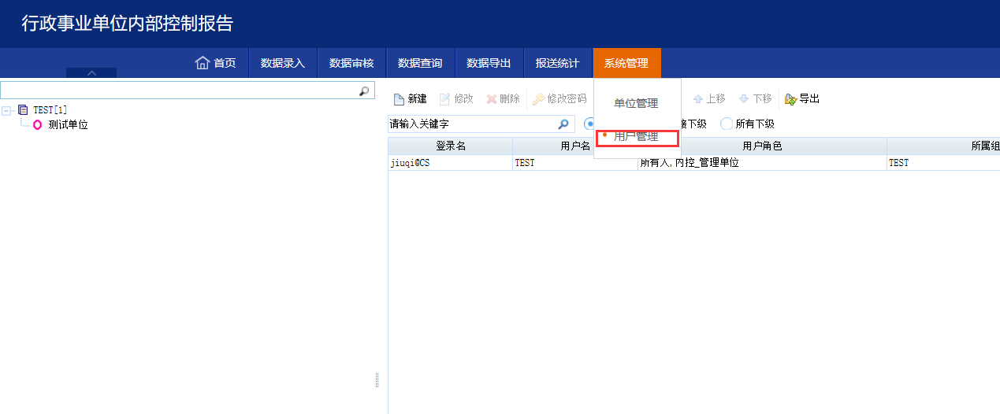 行政事业单位内部控制报告
首页 数据录入 数据审核 数据查询 数据导出 报送统计 系统管理
TEST[1]
测试单位
新建 修改 删除 修改密码 上移 下移 导出
单位管理
用户管理
请输入关键字 下级 所有下级
登录名 用户名 用户角色 所属组
jiuqi@CS TEST 所有人,内控_管理单位 TEST